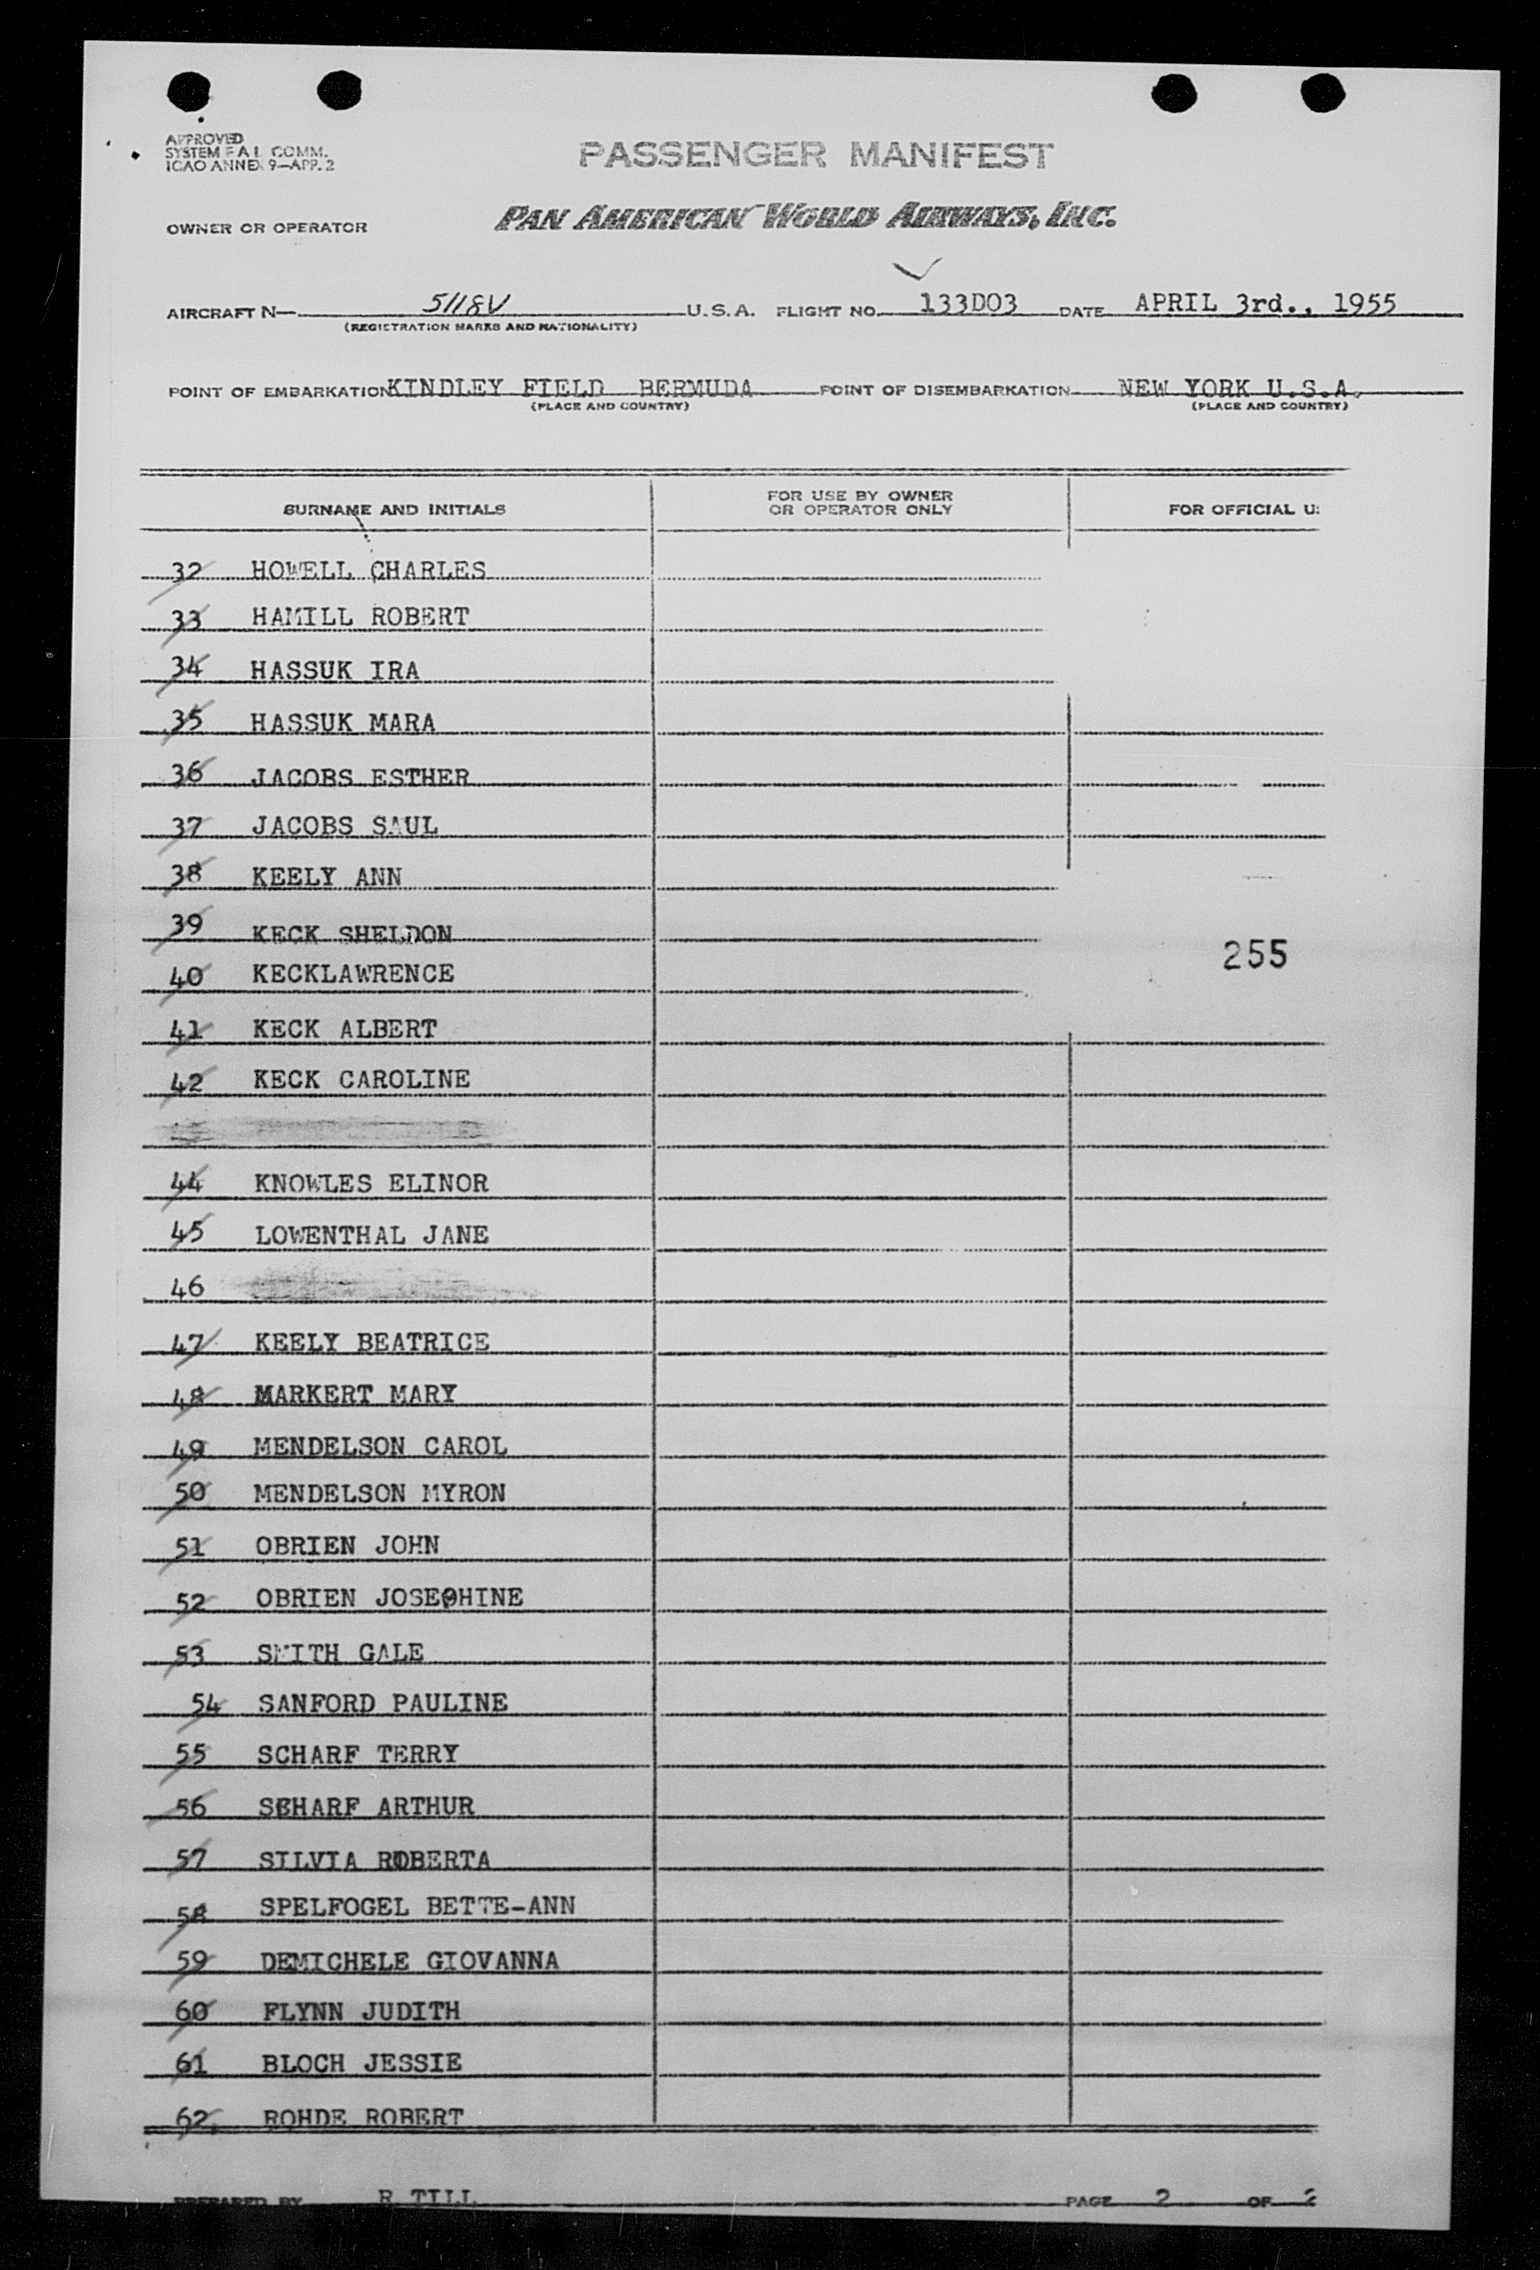 APPROVED
SYSTEM F A L COMM.
ICAO ANNEX 9—APP. 2
PASSENGER MANIFEST
OWNER OR OPERATOR PAN AMERICAN WORLD AIRWAYS, INC.
AIRCRAFT N— 5118V U.S.A. FLIGHT NO. 133D03 DATE APRIL 3rd., 1955
(REGISTRATION MARKS AND NATIONALITY)
POINT OF EMBARKATION KINDLEY FIELD BERMUDA POINT OF DISEMBARKATION NEW YORK U.S.A.
(PLACE AND COUNTRY) (PLACE AND COUNTRY)
SURNAME AND INITIALS
FOR USE BY OWNER
OR OPERATOR ONLY
FOR OFFICIAL U
32 HOWELL CHARLES
33 HAMILL ROBERT
34 HASSUK IRA
35 HASSUK MARA
36 JACOBS ESTHER
37 JACOBS SAUL
38 KEELY ANN
39 KECK SHELDON
255
40 KECKLAWRENCE
41 KECK ALBERT
42 KECK CAROLINE
44 KNOWLES ELINOR
45 LOWENTHAL JANE
46
47 KEELY BEATRICE
48 MARKERT MARY
49 MENDELSON CAROL
50 MENDELSON MYRON
51 OBRIEN JOHN
52 OBRIEN JOSEPHINE
53 SMITH GALE
54 SANFORD PAULINE
55 SCHARF TERRY
56 SCHARF ARTHUR
57 SILVIA ROBERTA
58 SPELFOGEL BETTE-ANN
59 DEMICHELE GIOVANNA
60 FLYNN JUDITH
61 BLOCH JESSIE
62 ROHDE ROBERT
PREPARED BY R TILL PAGE 2 OF 2